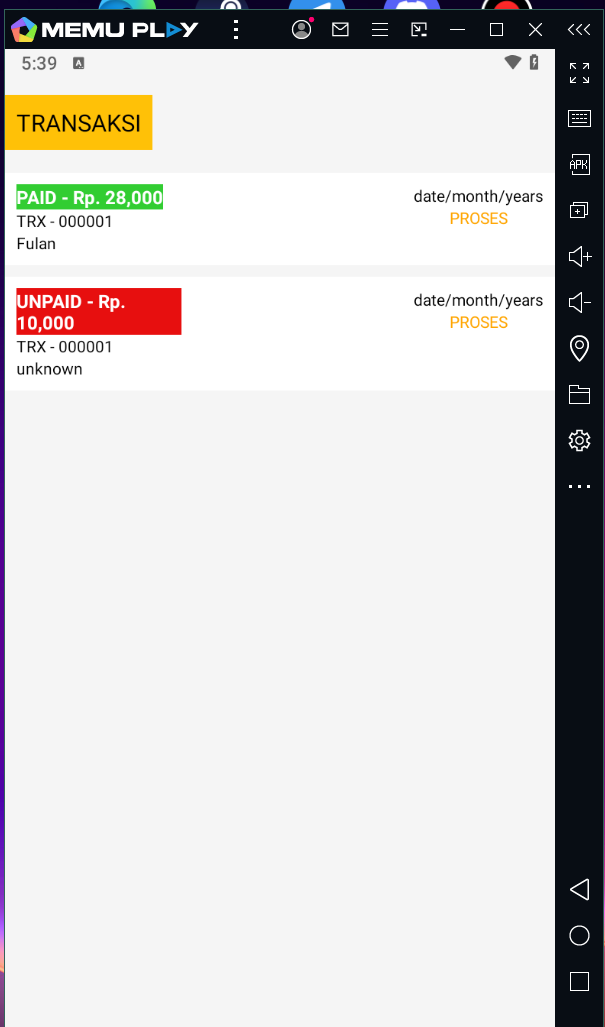 MEMU PLAY
5:39
TRANSAKSI
PAID - Rp. 28,000
TRX - 000001
Fulan
date/month/years
PROSES
UNPAID - Rp.
10,000
TRX - 000001
unknown
date/month/years
PROSES
APK